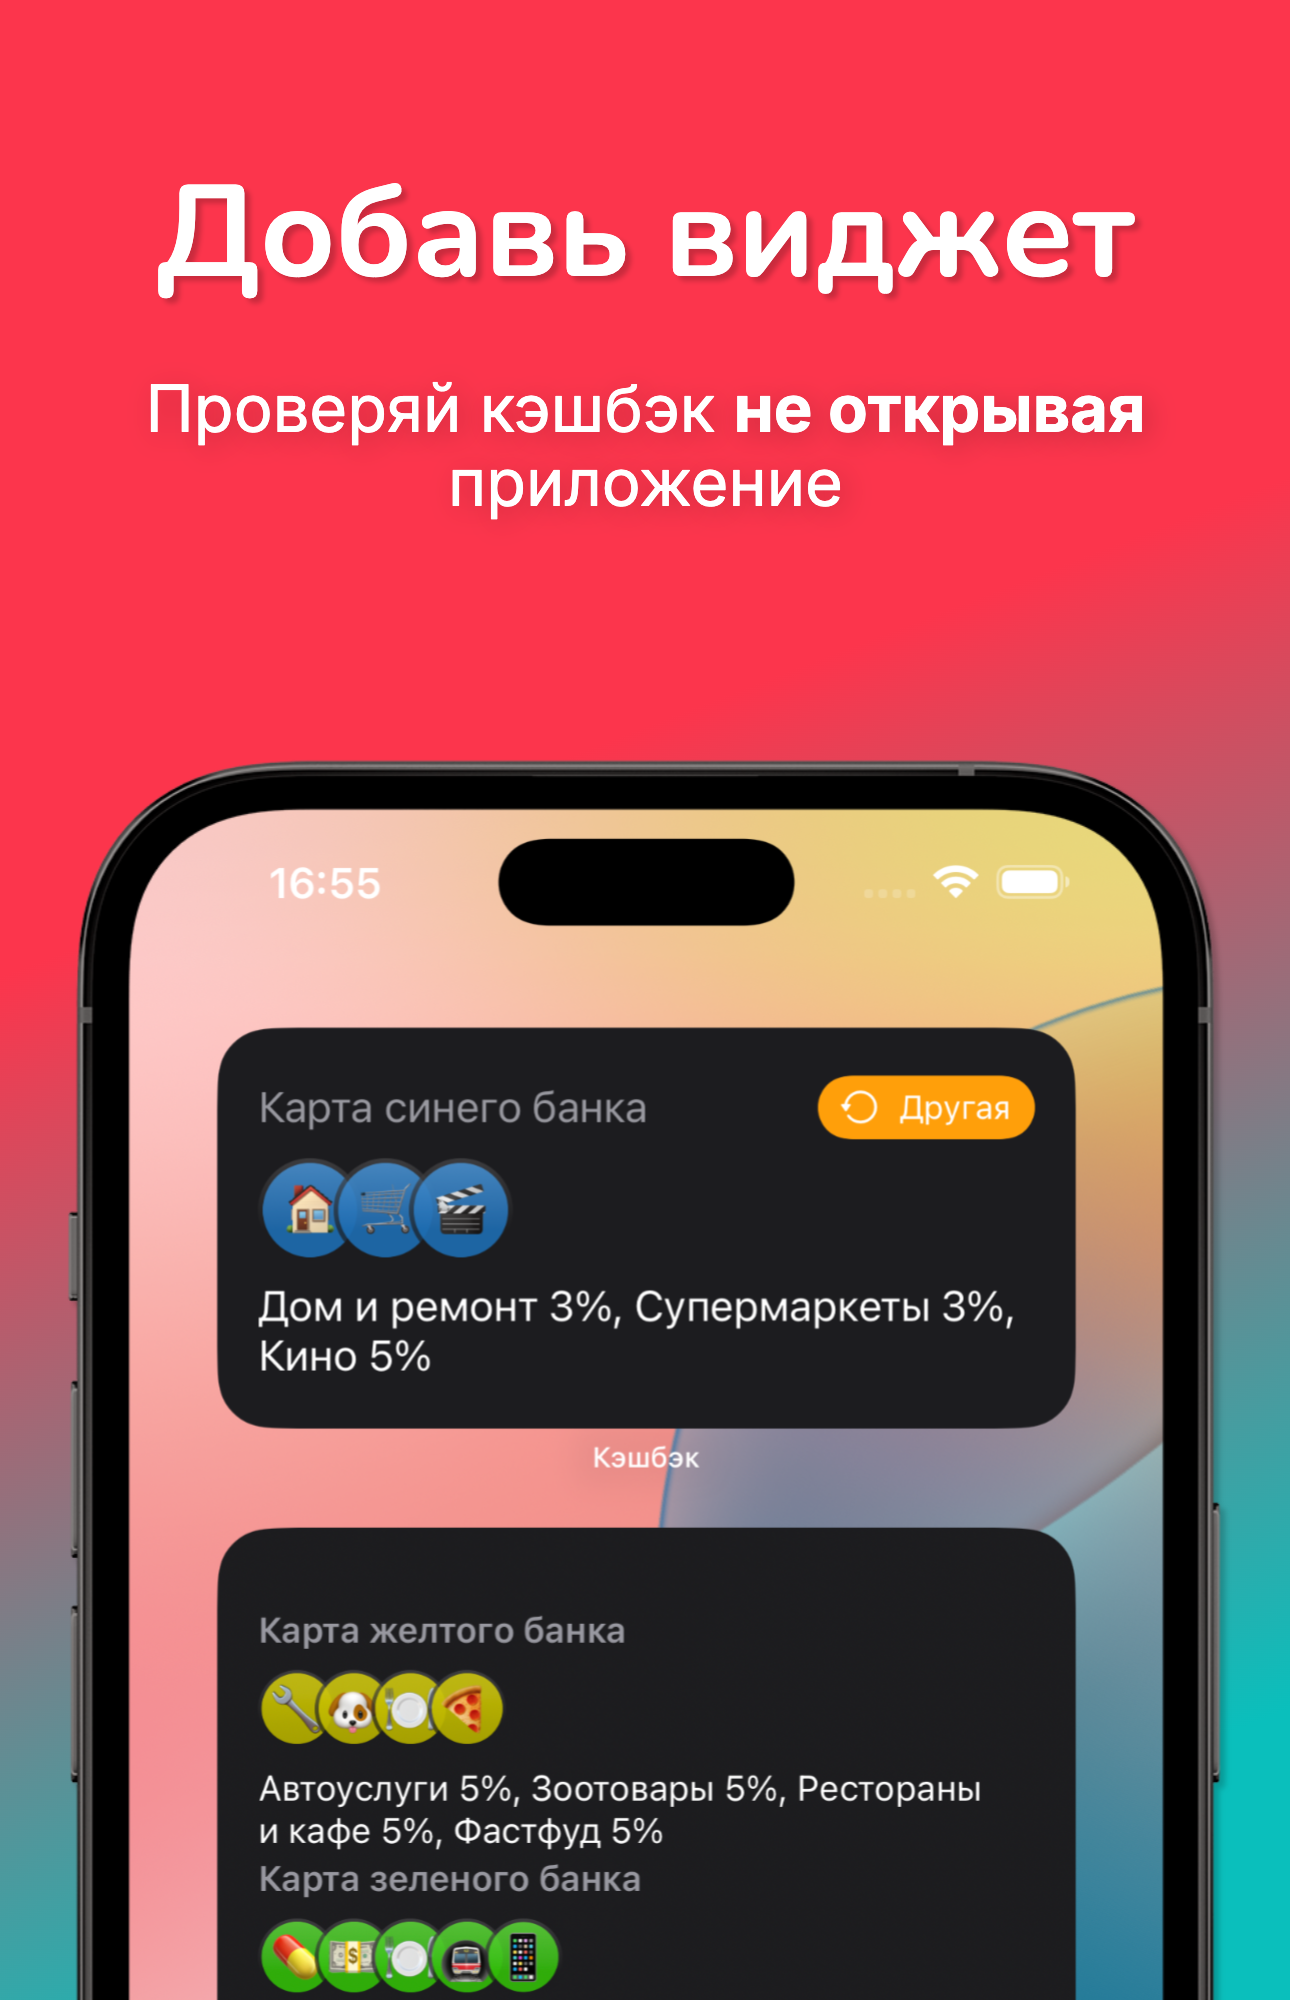 Добавь виджет
Проверяй кэшбэк не открывая
приложение
16:55
Карта синего банка
Другая
Дом и ремонт 3%, Супермаркеты 3%,
Кино 5%
Кэшбэк
Карта желтого банка
Автоуслуги 5%, Зоотовары 5%, Рестораны
и кафе 5%, Фастфуд 5%
Карта зеленого банка